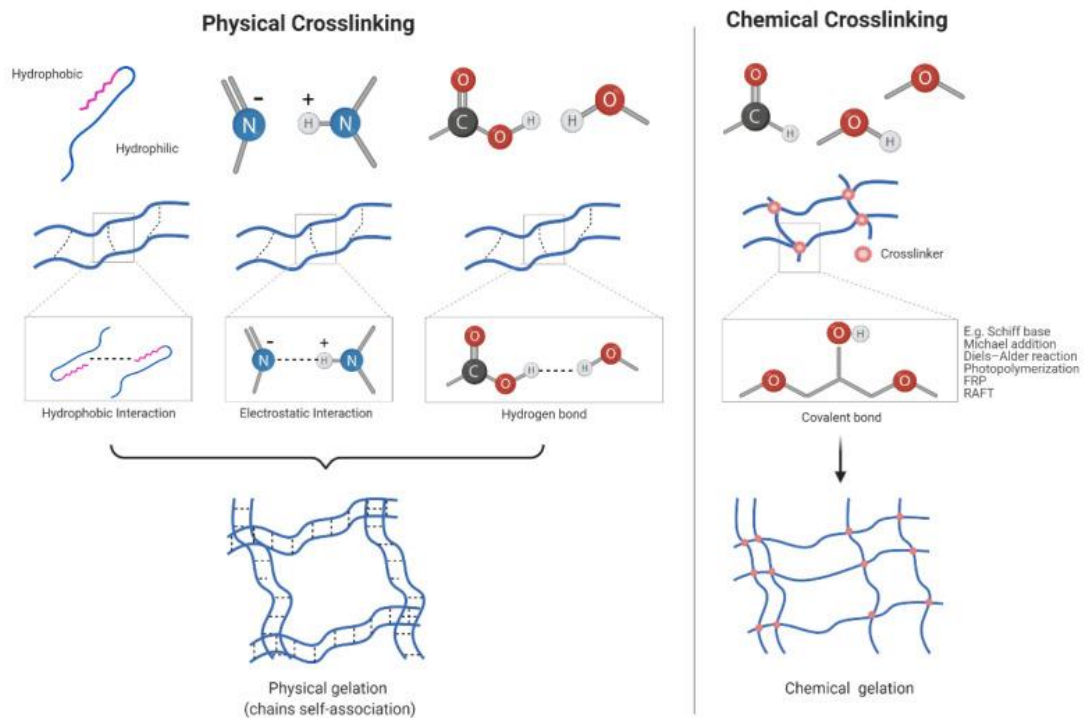 Physical Crosslinking
Hydrophobic
Hydrophilic
N
-
+
H
N
O
C
O
H
H
O
Hydrophobic Interaction
N
-
+
H
N
Electrostatic Interaction
O
C
O
H
H
O
Hydrogen bond
Physical gelation
(chains self-association)
Chemical Crosslinking
O
C
H
O
H
O
Crosslinker
O
H
O
O
E.g. Schiff base
Michael addition
Diels–Alder reaction
Photopolymerization
FRP
RAFT
Covalent bond
Chemical gelation